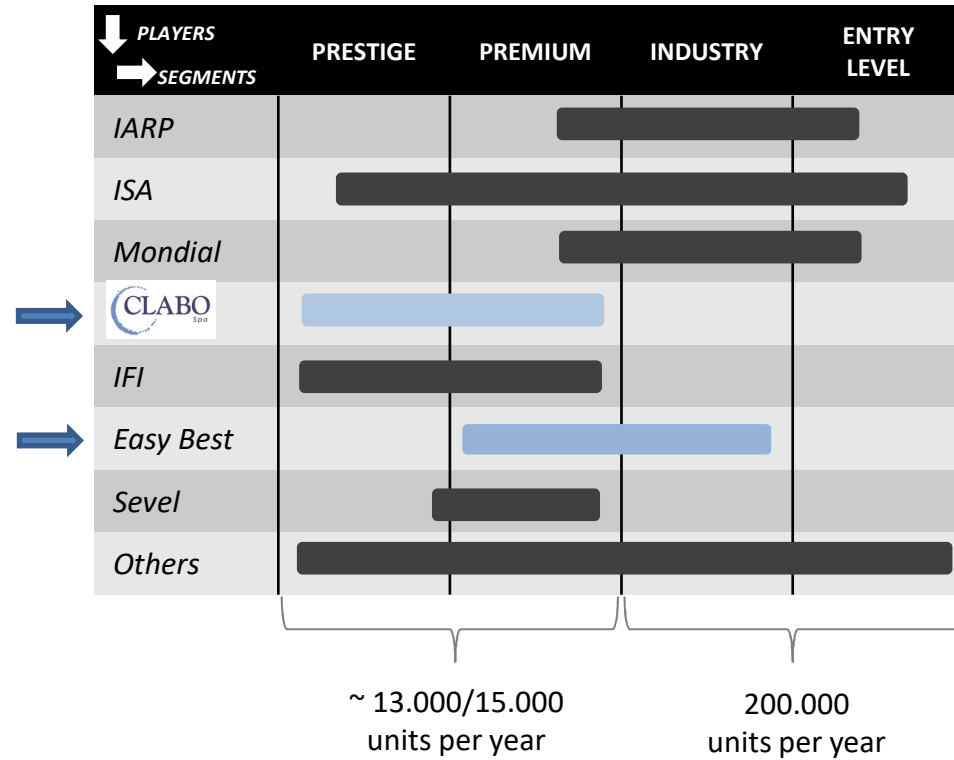 PLAYERS
SEGMENTS
PRESTIGE
PREMIUM
INDUSTRY
ENTRY
LEVEL
IARP
ISA
Mondial
CLABO
Spa
IFI
Easy Best
Sevel
Others
~ 13.000/15.000
units per year
200.000
units per year